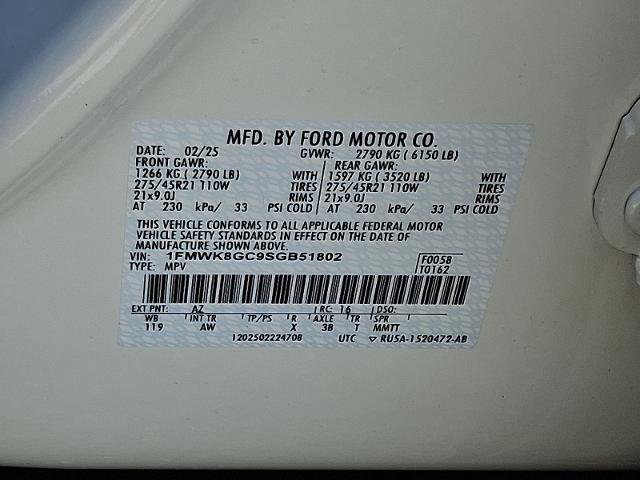 MFD. BY FORD MOTOR CO.
DATE: 02/25 GVWR: 2790 KG ( 6150 LB)
FRONT GAWR: REAR GAWR:
1266 KG ( 2790 LB) WITH 1597 KG ( 3520 LB) WITH
275/45R21 110W TIRES 275/45R21 110W TIRES
21x9.0J RIMS 21x9.0J RIMS
AT 230 kPa/ 33 PSI COLD AT 230 kPa/ 33 PSI COLD
THIS VEHICLE CONFORMS TO ALL APPLICABLE FEDERAL MOTOR
VEHICLE SAFETY STANDARDS IN EFFECT ON THE DATE OF
MANUFACTURE SHOWN ABOVE.
VIN: 1FMWK8GC9SGB51802 F005B
TYPE: MPV T0162
EXT PNT: AZ RC: 16 DSO:
WB INT TR TP/PS R AXLE TR SPR
119 AW X 3B T MMTT
1202502224708 UTC ▽ RU5A-1520472-AB